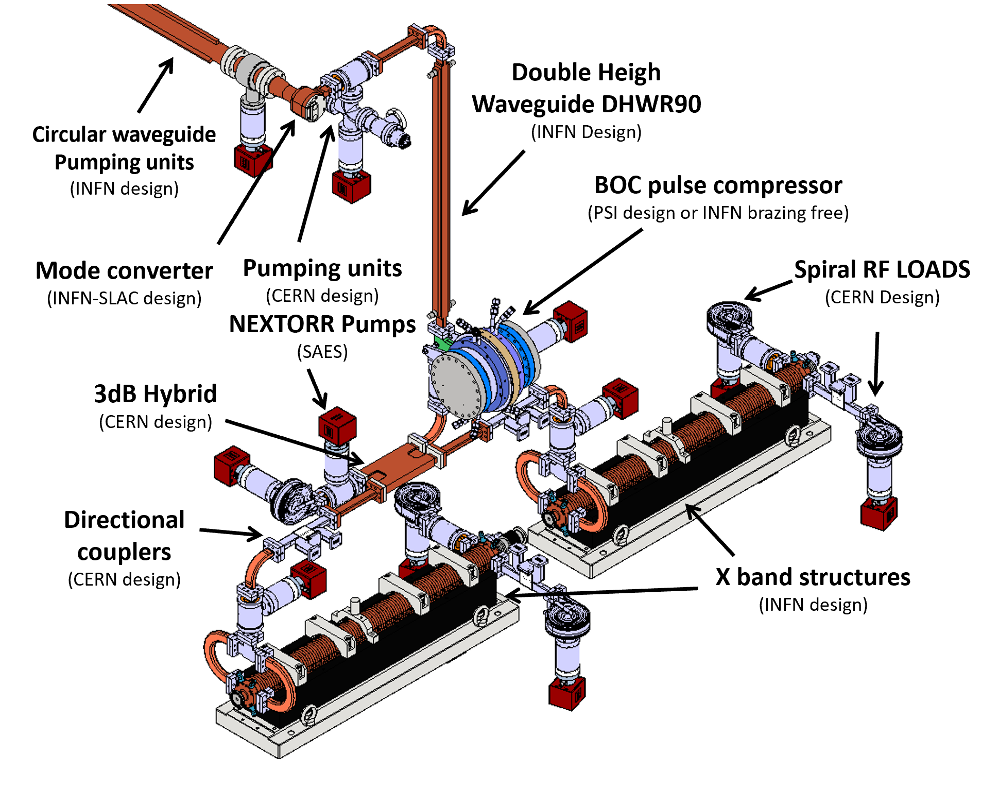 Double Heigh
Waveguide DHWR90
(INFN Design)
Circular waveguide
Pumping units
(INFN design)
BOC pulse compressor
(PSI design or INFN brazing free)
Mode converter
(INFN-SLAC design)
Pumping units
(CERN design)
NEXTORR Pumps
(SAES)
Spiral RF LOADS
(CERN Design)
3dB Hybrid
(CERN design)
Directional
couplers
(CERN design)
X band structures
(INFN design)